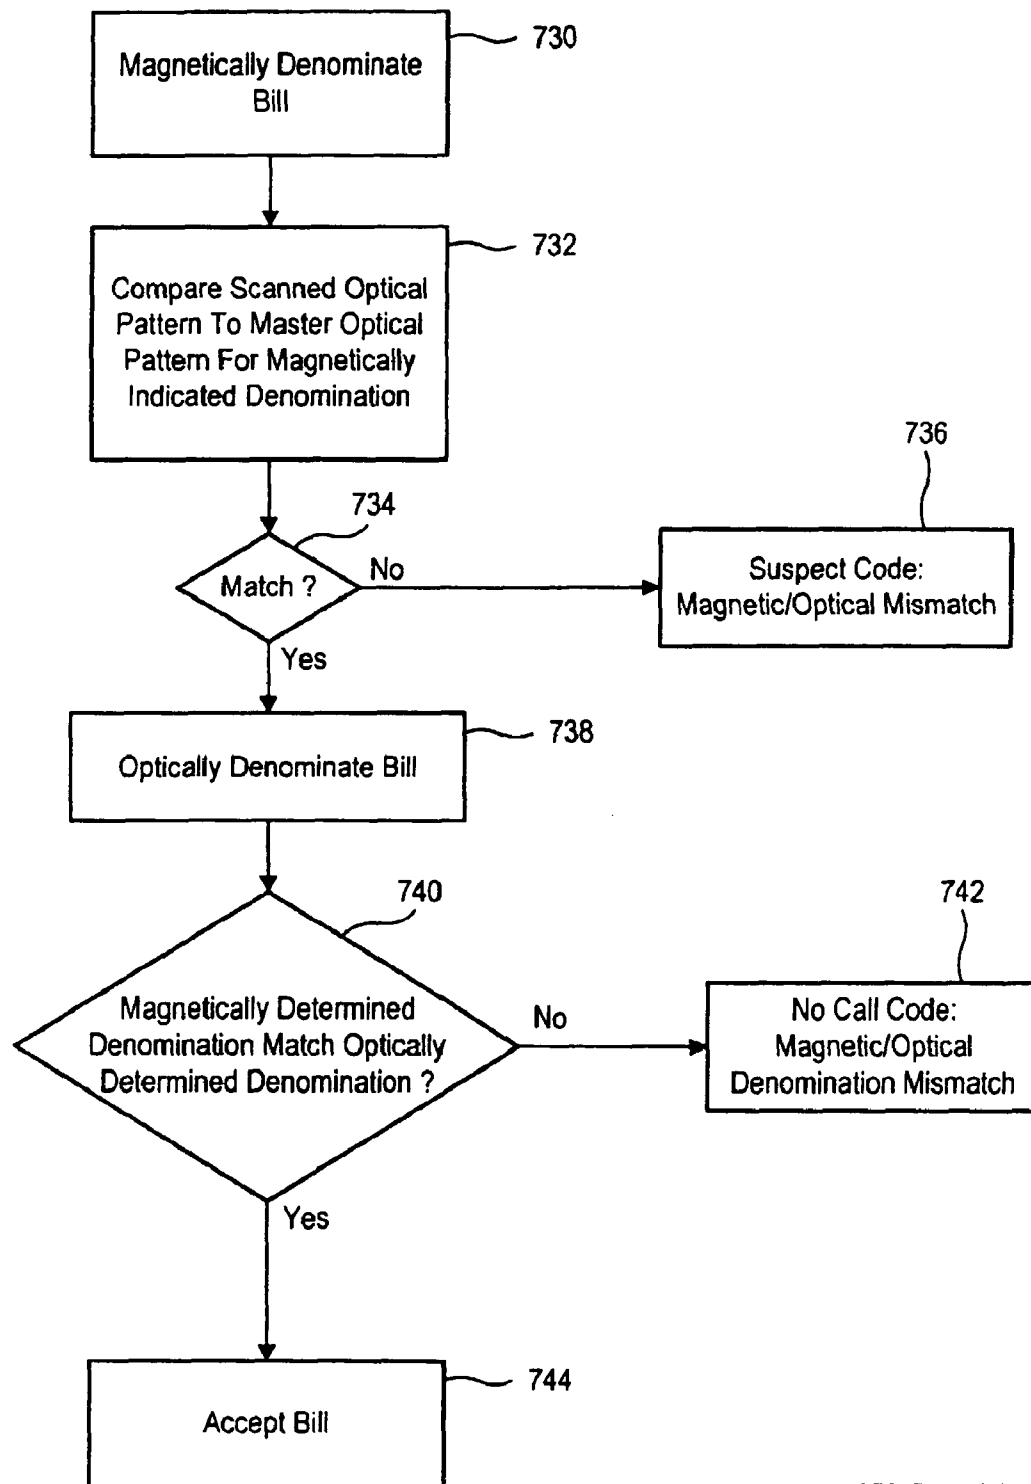 Magnetically Denominate
Bill
730
Compare Scanned Optical
Pattern To Master Optical
Pattern For Magnetically
Indicated Denomination
732
734
Match ?
No
736
Suspect Code:
Magnetic/Optical Mismatch
Yes
Optically Denominate Bill
738
740
Magnetically Determined
Denomination Match Optically
Determined Denomination ?
No
742
No Call Code:
Magnetic/Optical
Denomination Mismatch
Yes
Accept Bill
744